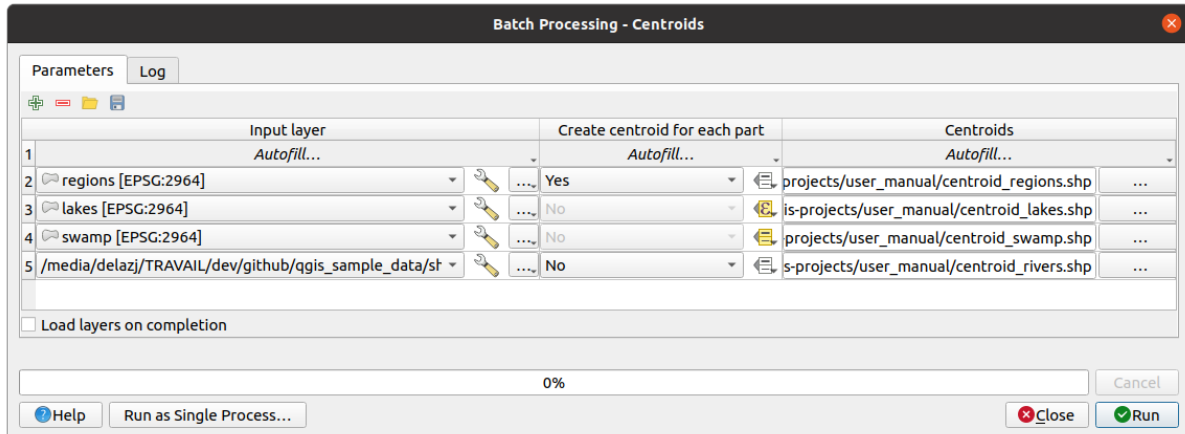 Batch Processing - Centroids
Parameters Log
Input layer Create centroid for each part Centroids
1 Autofill... Autofill... Autofill...
2 regions [EPSG:2964] ... Yes projects/user_manual/centroid_regions.shp ...
3 lakes [EPSG:2964] ... No ε is-projects/user_manual/centroid_lakes.shp ...
4 swamp [EPSG:2964] ... No projects/user_manual/centroid_swamp.shp ...
5 /media/delazj/TRAVAIL/dev/github/qgis_sample_data/sh ... No s-projects/user_manual/centroid_rivers.shp ...
Load layers on completion
0% Cancel
Help Run as Single Process... Close Run